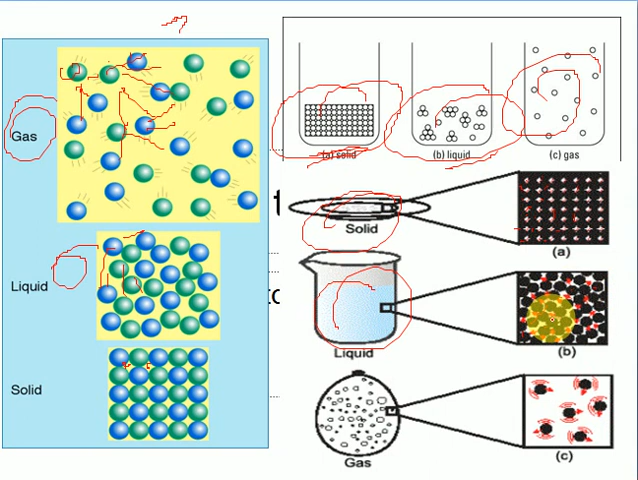 Gas
Liquid
Solid
(a) solid
(b) liquid
(c) gas
Solid
(a)
Liquid
(b)
Gas
(c)